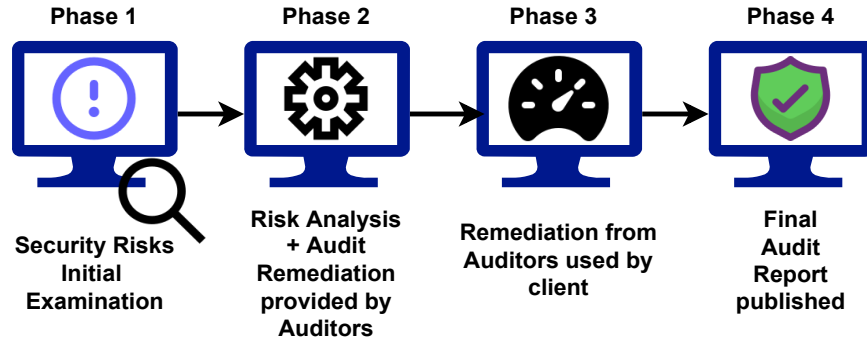 Phase 1
Phase 2
Phase 3
Phase 4
Security Risks
Initial
Examination
Risk Analysis
+ Audit
Remediation
provided by
Auditors
Remediation from
Auditors used by
client
Final
Audit
Report
published